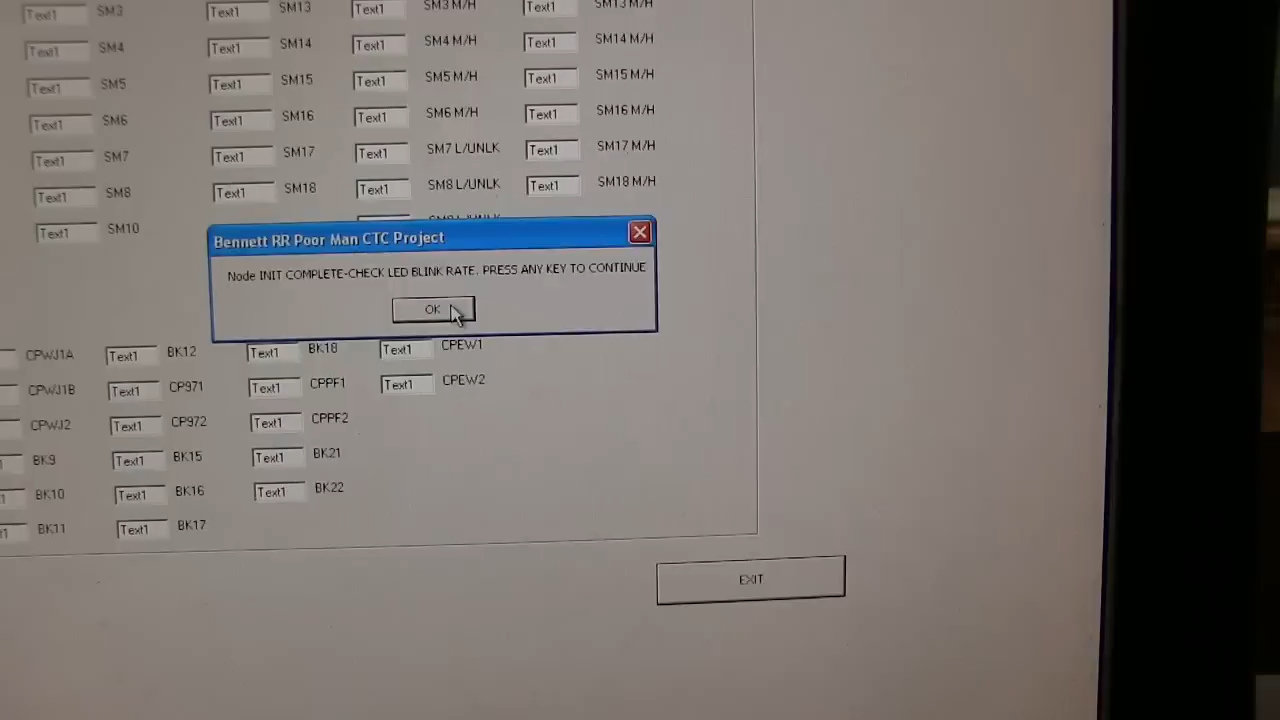 Text1 SM3 Text1 SM13 Text1 SM3 M/H Text1 SM13 M/H
Text1 SM4 Text1 SM14 Text1 SM4 M/H Text1 SM14 M/H
Text1 SM5 Text1 SM15 Text1 SM5 M/H Text1 SM15 M/H
Text1 SM6 Text1 SM16 Text1 SM6 M/H Text1 SM16 M/H
Text1 SM7 Text1 SM17 Text1 SM7 L/UNLK Text1 SM17 M/H
Text1 SM8 Text1 SM18 Text1 SM8 L/UNLK Text1 SM18 M/H
Text1 SM10
Bennett RR Poor Man CTC Project
Node INIT COMPLETE-CHECK LED BLINK RATE. PRESS ANY KEY TO CONTINUE
OK
CPWJ1A Text1 BK12 Text1 BK18 Text1 CPEW1
CPWJ1B Text1 CP971 Text1 CPPF1 Text1 CPEW2
CPWJ2 Text1 CP972 Text1 CPPF2
BK9 Text1 BK15 Text1 BK21
BK10 Text1 BK16 Text1 BK22
BK11 Text1 BK17
EXIT